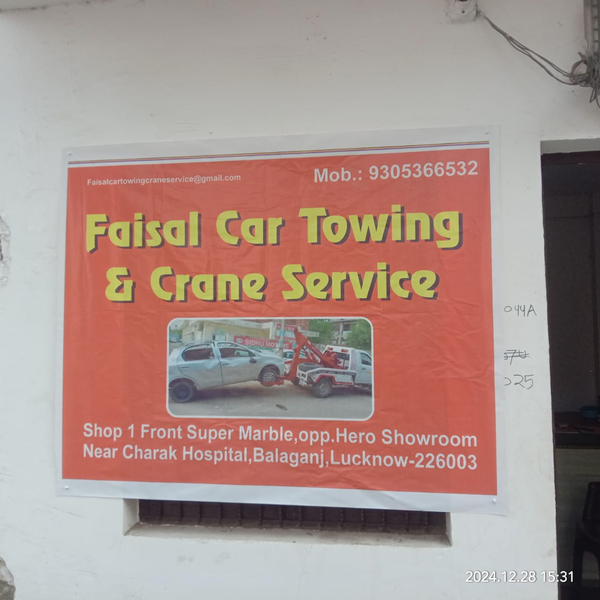 Faisalcartowingcraneservice@gmail.com
Mob.: 9305366532
Faisal Car Towing
& Crane Service
Shop 1 Front Super Marble,opp.Hero Showroom
Near Charak Hospital,Balaganj,Lucknow-226003
044A
025
2024.12.28 15:31